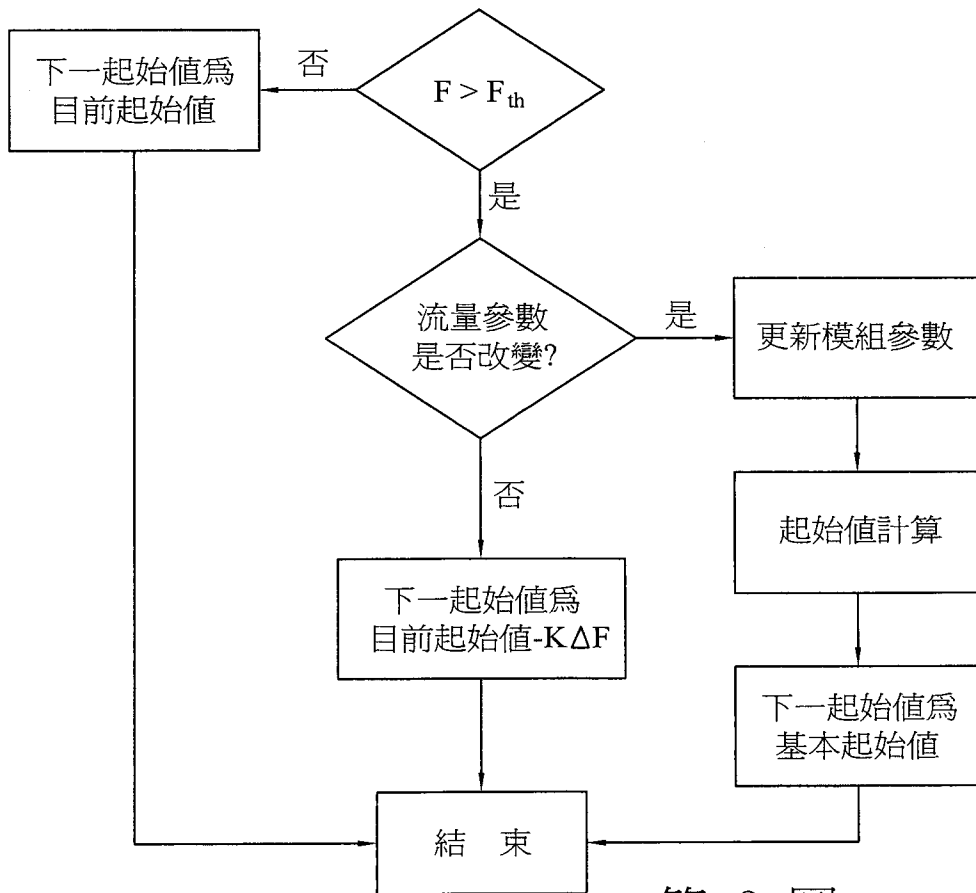 F > Fth
否
下一起始值爲
目前起始值
是
流量參數
是否改變?
是
更新模組參數
起始值計算
下一起始值爲
基本起始值
否
下一起始值爲
目前起始值-KΔF
結 束